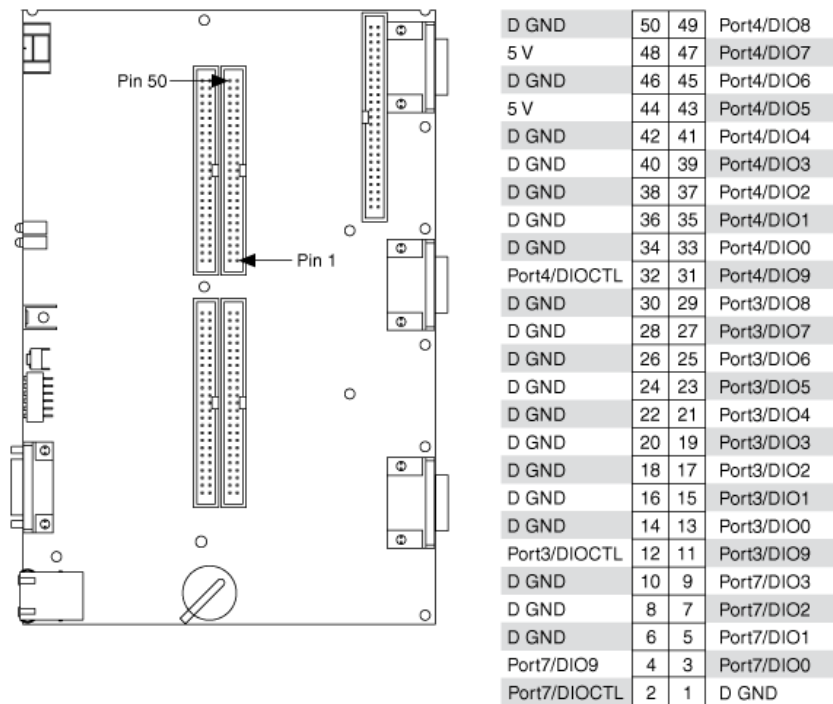 Pin 50
Pin 1
D GND 50 49 Port4/DIO8
5 V 48 47 Port4/DIO7
D GND 46 45 Port4/DIO6
5 V 44 43 Port4/DIO5
D GND 42 41 Port4/DIO4
D GND 40 39 Port4/DIO3
D GND 38 37 Port4/DIO2
D GND 36 35 Port4/DIO1
D GND 34 33 Port4/DIO0
Port4/DIOCTL 32 31 Port4/DIO9
D GND 30 29 Port3/DIO8
D GND 28 27 Port3/DIO7
D GND 26 25 Port3/DIO6
D GND 24 23 Port3/DIO5
D GND 22 21 Port3/DIO4
D GND 20 19 Port3/DIO3
D GND 18 17 Port3/DIO2
D GND 16 15 Port3/DIO1
D GND 14 13 Port3/DIO0
Port3/DIOCTL 12 11 Port3/DIO9
D GND 10 9 Port7/DIO3
D GND 8 7 Port7/DIO2
D GND 6 5 Port7/DIO1
Port7/DIO9 4 3 Port7/DIO0
Port7/DIOCTL 2 1 D GND